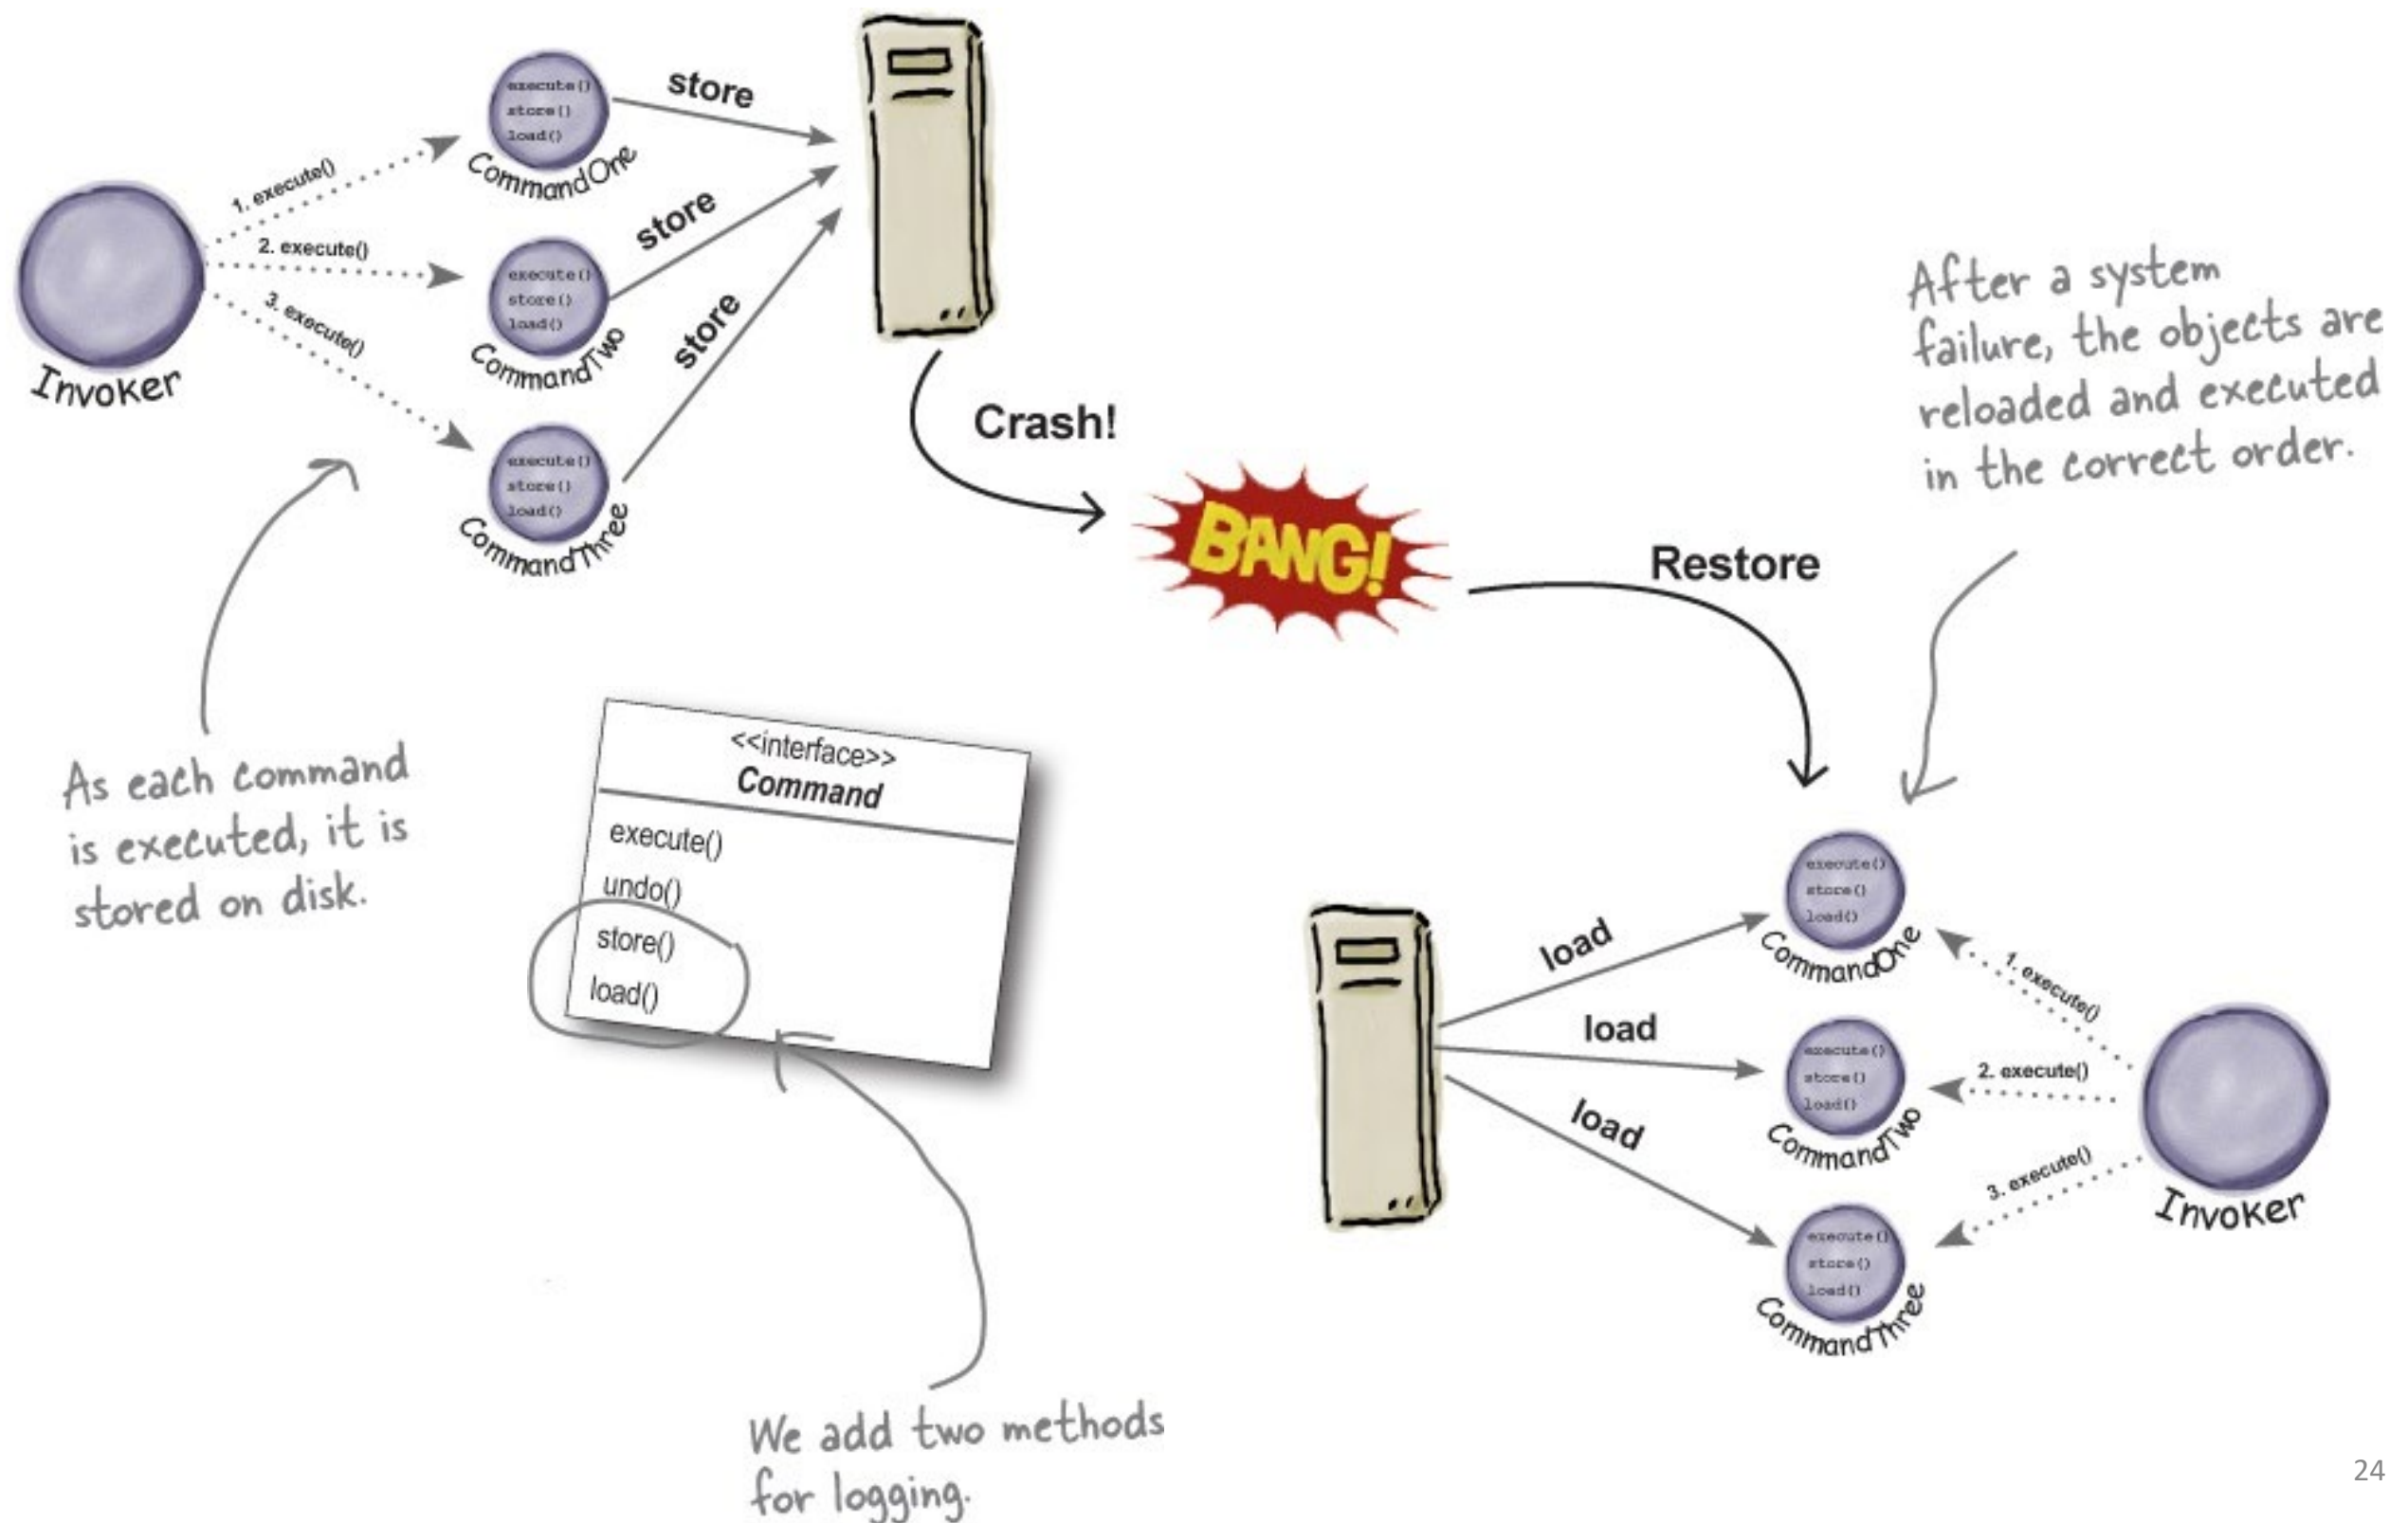 execute()
store()
load()
CommandOne
store
1. execute()
2. execute()
3. execute()
Invoker
execute()
store()
load()
CommandTwo
store
execute()
store()
load()
CommandThree
store
Crash!
BANG!
Restore
After a system
failure, the objects are
reloaded and executed
in the correct order.
As each command
is executed, it is
stored on disk.
<<interface>>
Command
execute()
undo()
store()
load()
We add two methods
for logging.
load
load
load
execute()
store()
load()
CommandOne
execute()
store()
load()
CommandTwo
execute()
store()
load()
CommandThree
1. execute()
2. execute()
3. execute()
Invoker
24